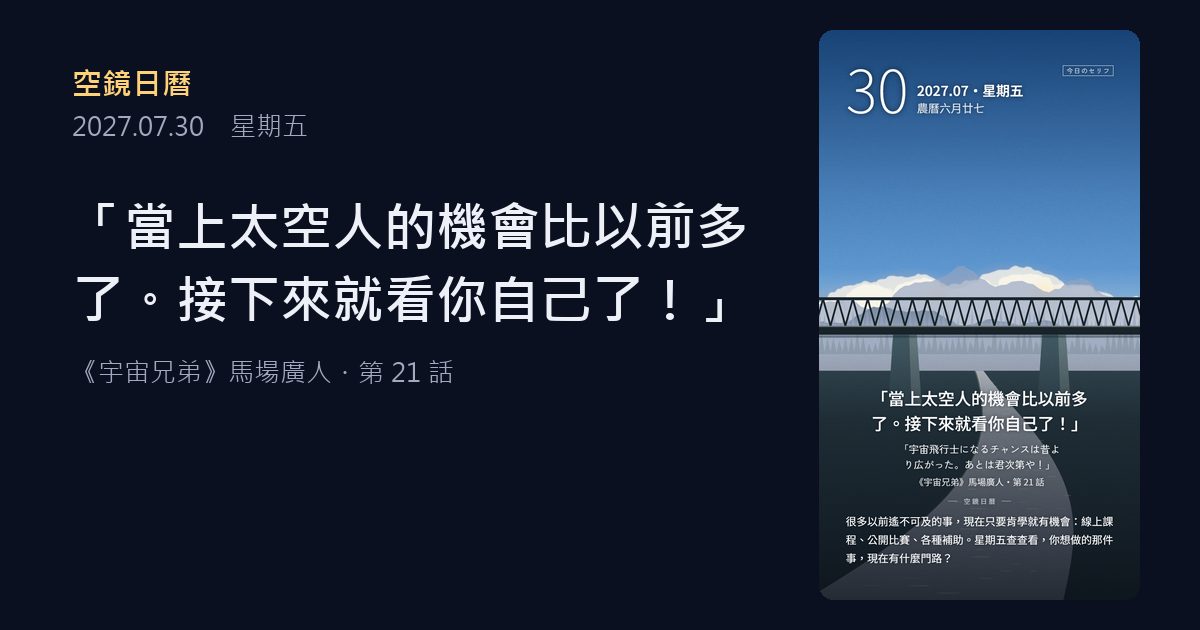 空鏡日曆
2027.07.30 星期五
「當上太空人的機會比以前多
了。接下來就看你自己了！」
《宇宙兄弟》馬場廣人・第 21 話
30
2027.07・星期五
農曆六月廿七
今日のセリフ
「當上太空人的機會比以前多
了。接下來就看你自己了！」
「宇宙飛行士になるチャンスは昔よ
り広がった。あとは君次第や！」
《宇宙兄弟》馬場廣人・第 21 話
空鏡日曆
很多以前遙不可及的事，現在只要肯學就有機會：線上課
程、公開比賽、各種補助。星期五查查看，你想做的那件
事，現在有什麼門路？